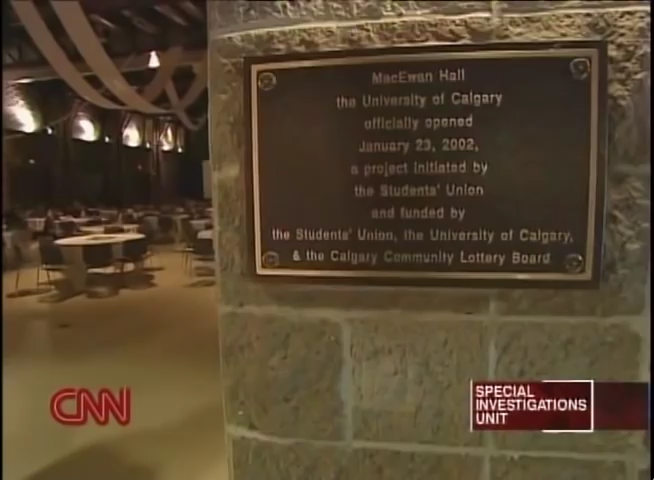 MacEwan Hall
the University of Calgary
officially opened
January 23, 2002,
a project initiated by
the Students' Union
and funded by
the Students' Union, the University of Calgary,
& the Calgary Community Lottery Board
CNN
SPECIAL
INVESTIGATIONS
UNIT